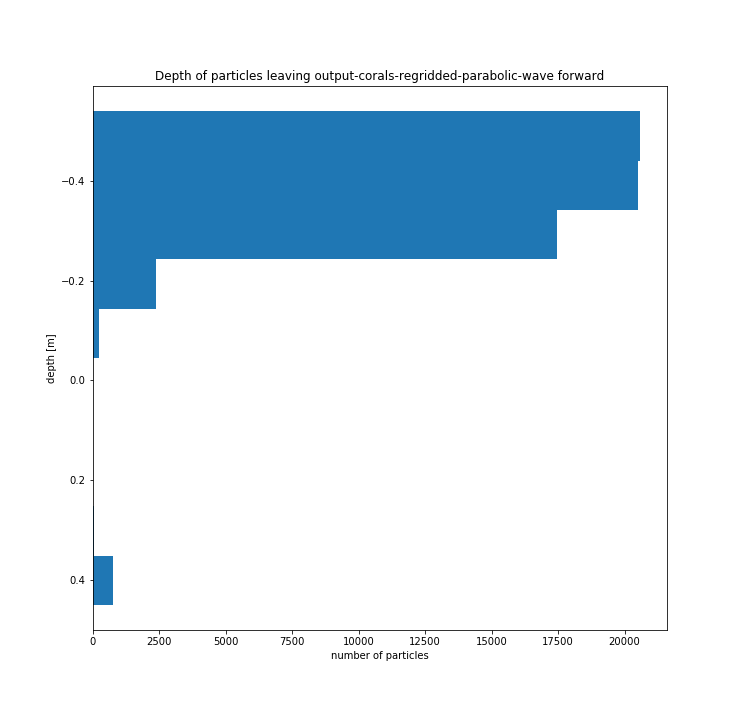 Depth of particles leaving output-corals-regridded-parabolic-wave forward
depth [m]
−0.4
−0.2
0.0
0.2
0.4
0 2500 5000 7500 10000 12500 15000 17500 20000
number of particles